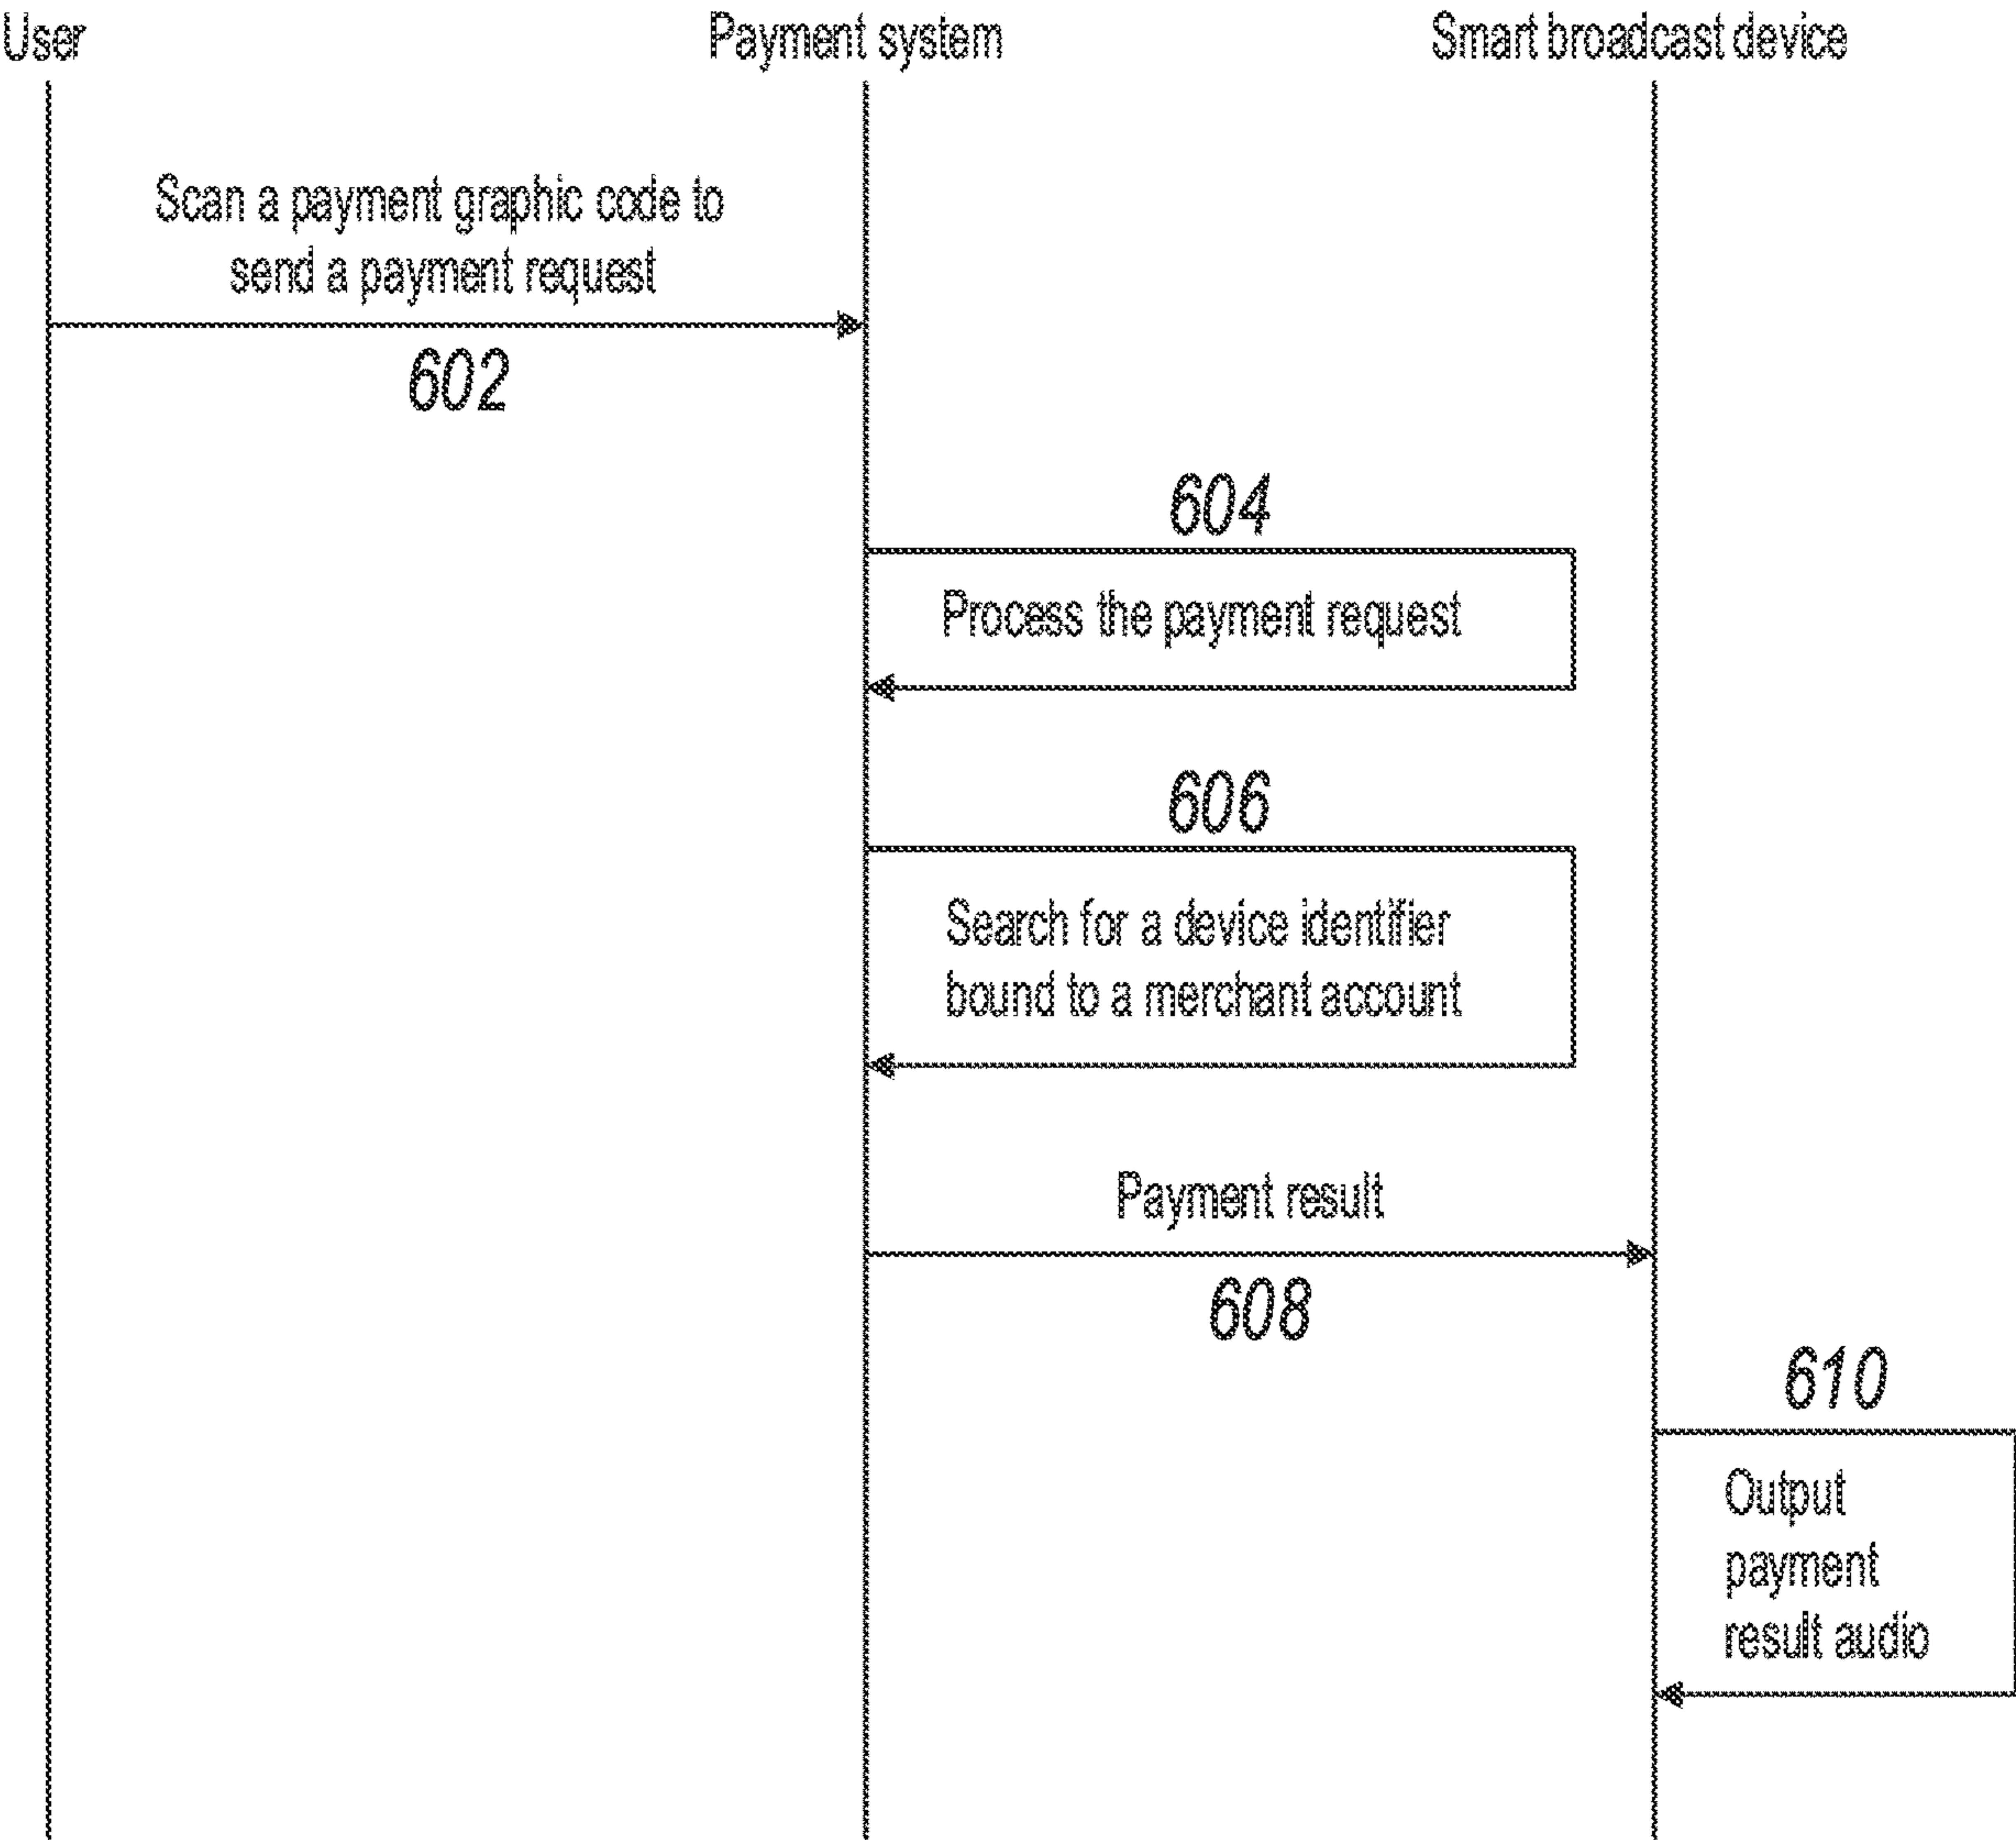 User
Payment system
Smart broadcast device
Scan a payment graphic code to
send a payment request
602
604
Process the payment request
606
Search for a device identifier
bound to a merchant account
Payment result
608
610
Output
payment
result audio